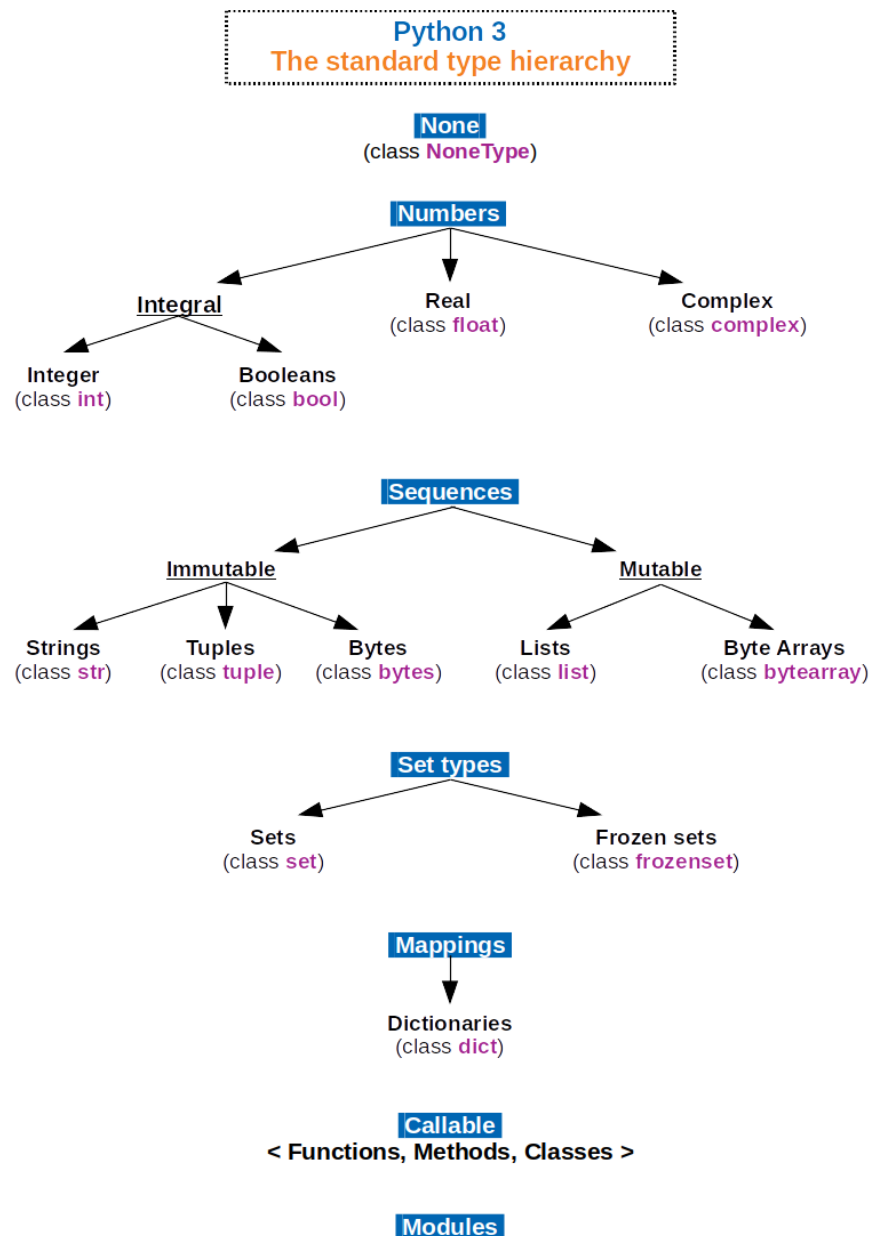 Python 3
The standard type hierarchy
None
(class NoneType)
Numbers
Integral
Real
(class float)
Complex
(class complex)
Integer
(class int)
Booleans
(class bool)
Sequences
Immutable
Mutable
Strings
(class str)
Tuples
(class tuple)
Bytes
(class bytes)
Lists
(class list)
Byte Arrays
(class bytearray)
Set types
Sets
(class set)
Frozen sets
(class frozenset)
Mappings
Dictionaries
(class dict)
Callable
< Functions, Methods, Classes >
Modules